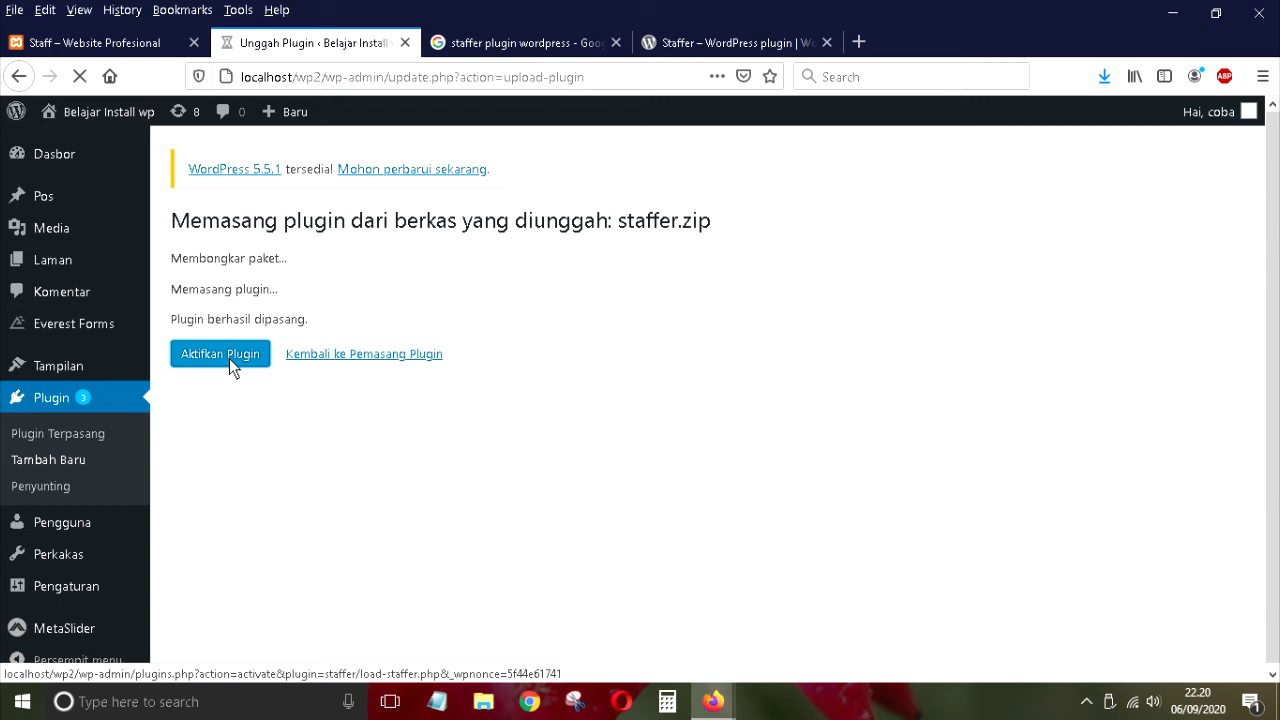 File Edit View History Bookmarks Tools Help
Staff – Website Profesional
Unggah Plugin ‹ Belajar Install
staffer plugin wordpress - Goo
Staffer – WordPress plugin | Wo
localhost/wp2/wp-admin/update.php?action=upload-plugin
Search
ABP
Belajar Install wp 8 0 Baru
Hai, coba
Dasbor
Pos
Media
Laman
Komentar
Everest Forms
Tampilan
Plugin 3
Plugin Terpasang
Tambah Baru
Penyunting
Pengguna
Perkakas
Pengaturan
MetaSlider
Persempit menu
WordPress 5.5.1 tersedia! Mohon perbarui sekarang.
Memasang plugin dari berkas yang diunggah: staffer.zip
Membongkar paket...
Memasang plugin...
Plugin berhasil dipasang.
Aktifkan Plugin Kembali ke Pemasang Plugin
localhost/wp2/wp-admin/plugins.php?action=activate&plugin=staffer/load-staffer.php&_wpnonce=5f44e61741
Type here to search
22.20
06/09/2020
1